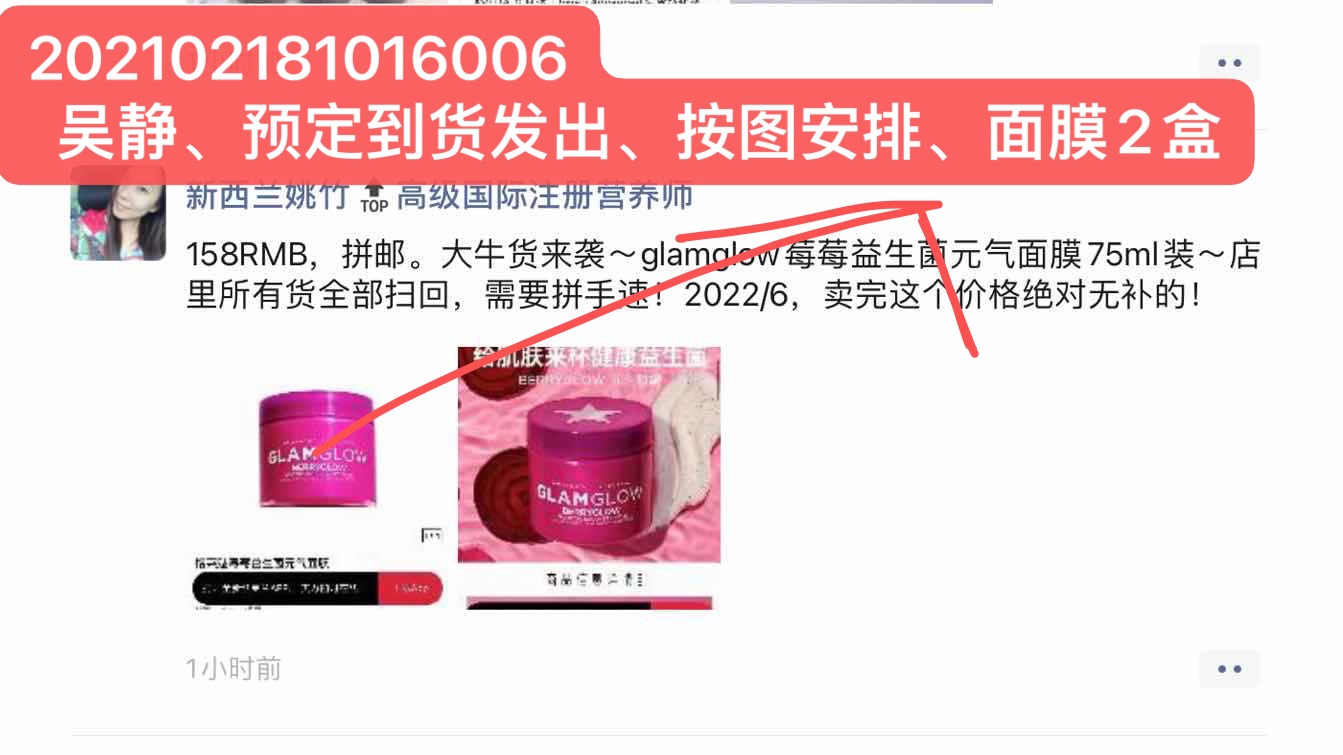 202102181016006
吴静、预定到货发出、按图安排、面膜2盒
新西兰姚竹 TOP 高级国际注册营养师
158RMB，拼邮。大牛货来袭～glamglow莓莓益生菌元气面膜75ml装～店
里所有货全部扫回，需要拼手速！2022/6，卖完这个价格绝对无补的！
给肌肤来杯健康益生菌
BERRYGLOW
GLAMGLOW
GLAMGLOW
BERRYGLOW
商品信息
1小时前